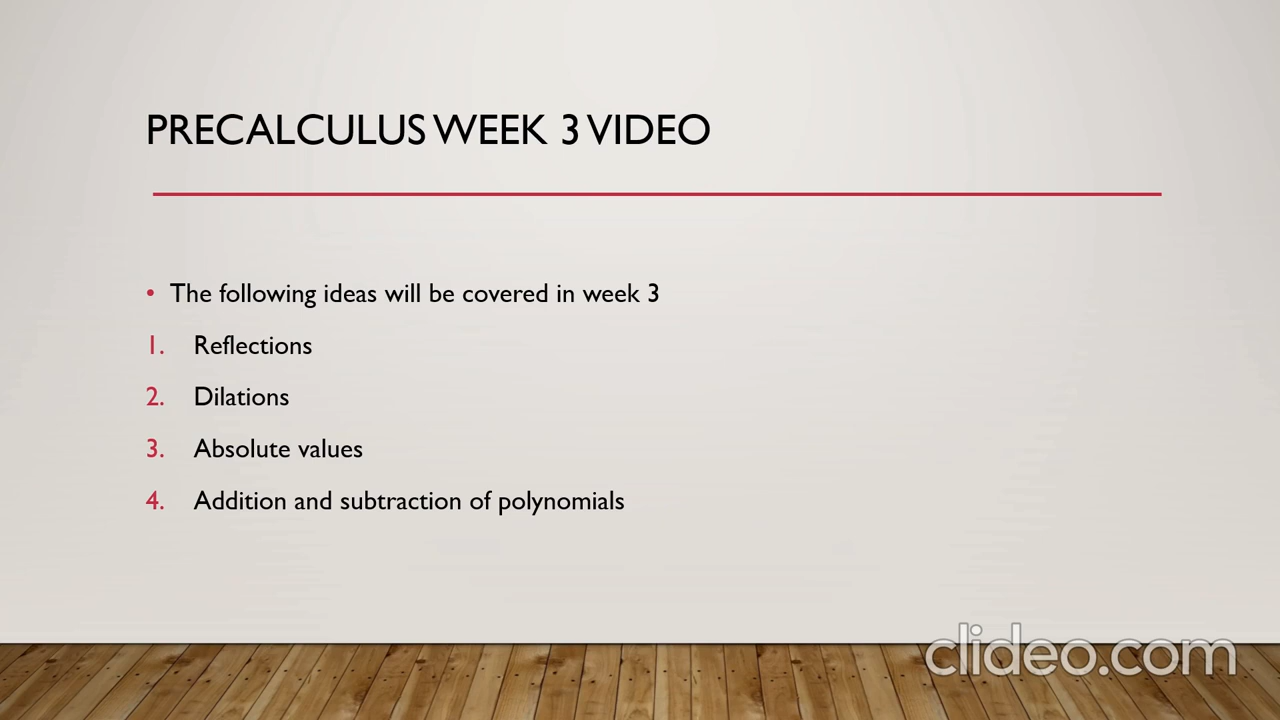 PRECALCULUS WEEK 3 VIDEO
• The following ideas will be covered in week 3
1. Reflections
2. Dilations
3. Absolute values
4. Addition and subtraction of polynomials
clideo.com